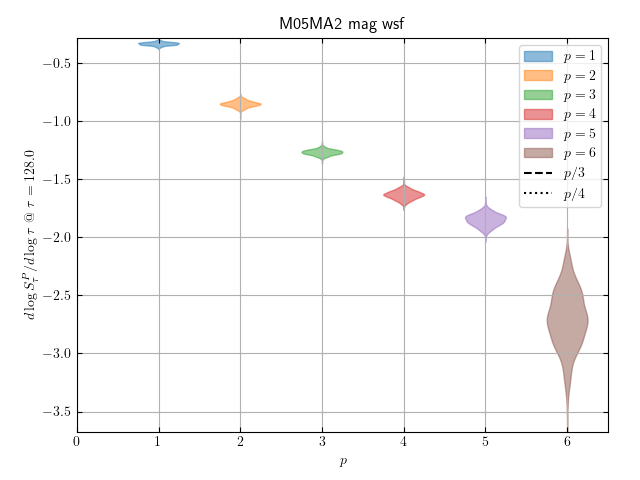 M05MA2 mag wsf
d log S_τ^P / d log τ @ τ = 128.0
−0.5
−1.0
−1.5
−2.0
−2.5
−3.0
−3.5
p = 1
p = 2
p = 3
p = 4
p = 5
p = 6
p/3
p/4
0 1 2 3 4 5 6
p